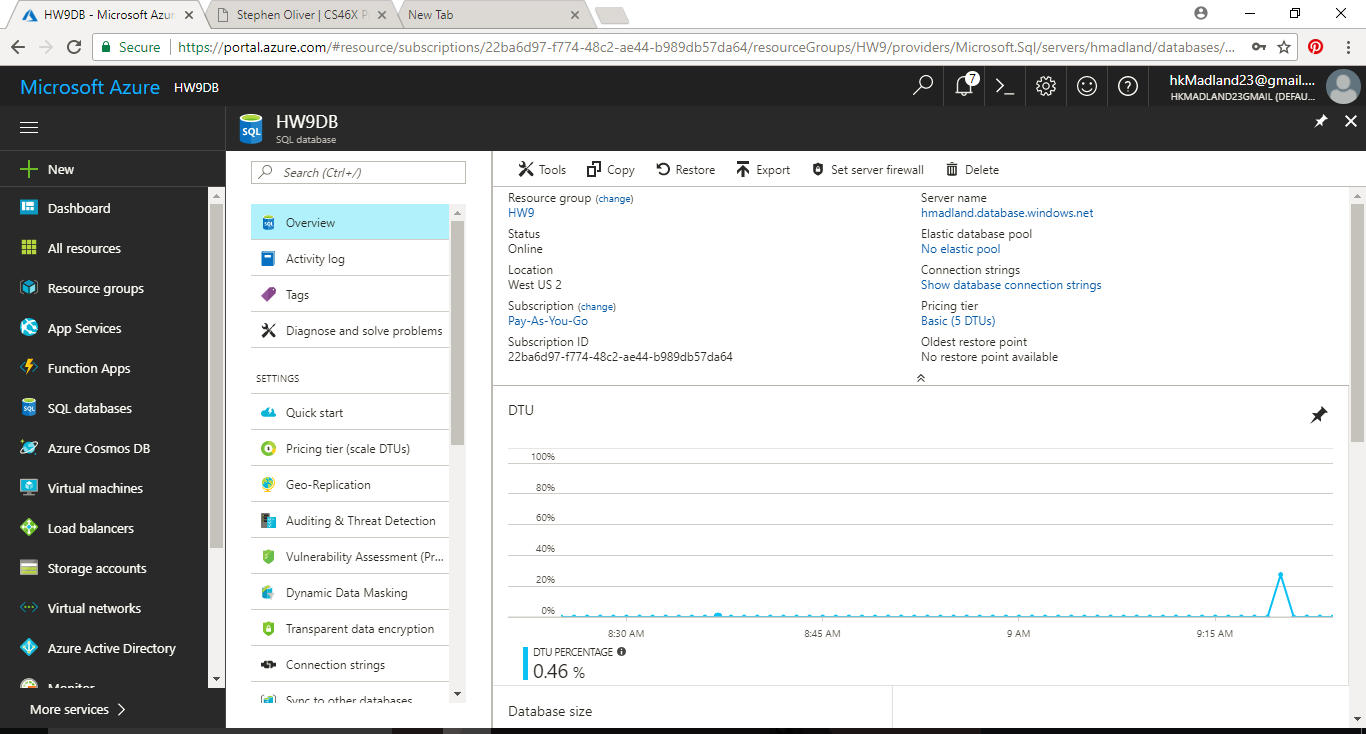 HW9DB - Microsoft Azur
Stephen Oliver | CS46X P
New Tab
Secure
https://portal.azure.com/#resource/subscriptions/22ba6d97-f774-48c2-ae44-b989db57da64/resourceGroups/HW9/providers/Microsoft.Sql/servers/hmadland/databases/...
Microsoft Azure HW9DB
7
hkMadland23@gmail....
HKMADLAND23GMAIL (DEFAU...
SQL
HW9DB
SQL database
New
Dashboard
All resources
Resource groups
App Services
Function Apps
SQL databases
Azure Cosmos DB
Virtual machines
Load balancers
Storage accounts
Virtual networks
Azure Active Directory
Monitor
More services
Search (Ctrl+/)
Overview
Activity log
Tags
Diagnose and solve problems
SETTINGS
Quick start
Pricing tier (scale DTUs)
Geo-Replication
Auditing & Threat Detection
Vulnerability Assessment (Pr...
Dynamic Data Masking
Transparent data encryption
Connection strings
Sync to other databases
Tools Copy Restore Export Set server firewall Delete
Resource group (change)
HW9
Status
Online
Location
West US 2
Subscription (change)
Pay-As-You-Go
Subscription ID
22ba6d97-f774-48c2-ae44-b989db57da64
Server name
hmadland.database.windows.net
Elastic database pool
No elastic pool
Connection strings
Show database connection strings
Pricing tier
Basic (5 DTUs)
Oldest restore point
No restore point available
DTU
100%
80%
60%
40%
20%
0%
8:30 AM 8:45 AM 9 AM 9:15 AM
DTU PERCENTAGE
0.46 %
Database size